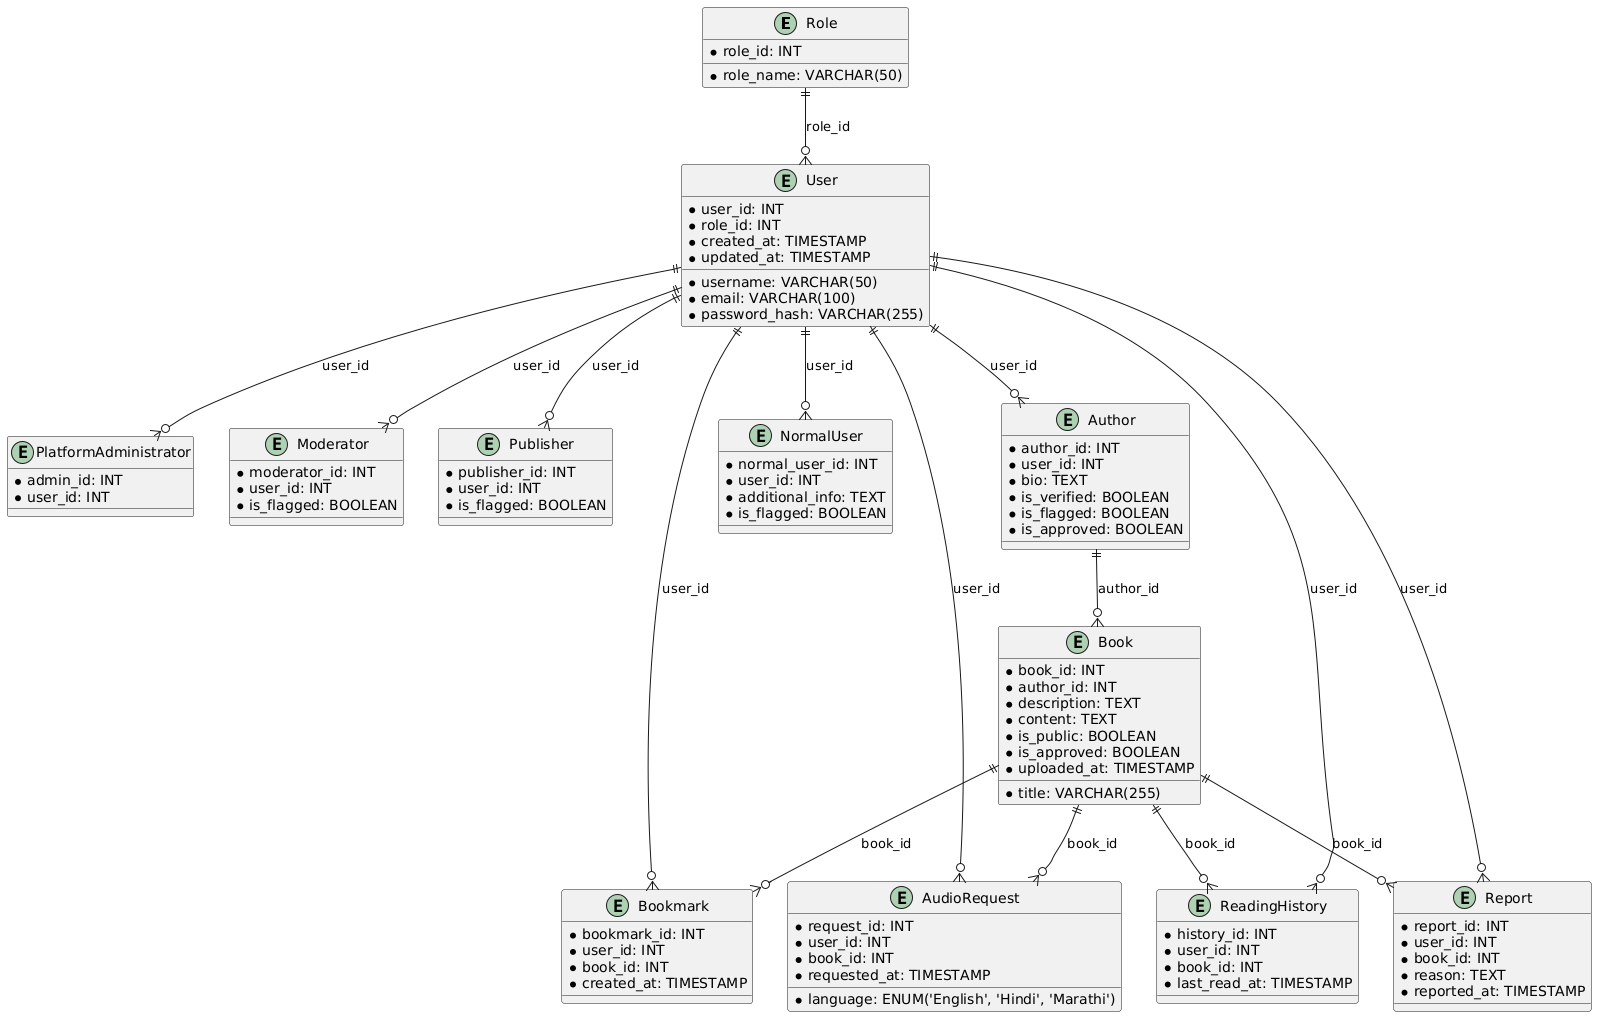 E Role
* role_id: INT
* role_name: VARCHAR(50)
role_id
E User
* user_id: INT
* role_id: INT
* created_at: TIMESTAMP
* updated_at: TIMESTAMP
* username: VARCHAR(50)
* email: VARCHAR(100)
* password_hash: VARCHAR(255)
user_id
user_id
user_id
user_id
user_id
E PlatformAdministrator
* admin_id: INT
* user_id: INT
E Moderator
* moderator_id: INT
* user_id: INT
* is_flagged: BOOLEAN
E Publisher
* publisher_id: INT
* user_id: INT
* is_flagged: BOOLEAN
E NormalUser
* normal_user_id: INT
* user_id: INT
* additional_info: TEXT
* is_flagged: BOOLEAN
E Author
* author_id: INT
* user_id: INT
* bio: TEXT
* is_verified: BOOLEAN
* is_flagged: BOOLEAN
* is_approved: BOOLEAN
user_id
user_id
author_id
user_id
user_id
E Book
* book_id: INT
* author_id: INT
* description: TEXT
* content: TEXT
* is_public: BOOLEAN
* is_approved: BOOLEAN
* uploaded_at: TIMESTAMP
* title: VARCHAR(255)
book_id
book_id
book_id
book_id
E Bookmark
* bookmark_id: INT
* user_id: INT
* book_id: INT
* created_at: TIMESTAMP
E AudioRequest
* request_id: INT
* user_id: INT
* book_id: INT
* requested_at: TIMESTAMP
* language: ENUM('English', 'Hindi', 'Marathi')
E ReadingHistory
* history_id: INT
* user_id: INT
* book_id: INT
* last_read_at: TIMESTAMP
E Report
* report_id: INT
* user_id: INT
* book_id: INT
* reason: TEXT
* reported_at: TIMESTAMP